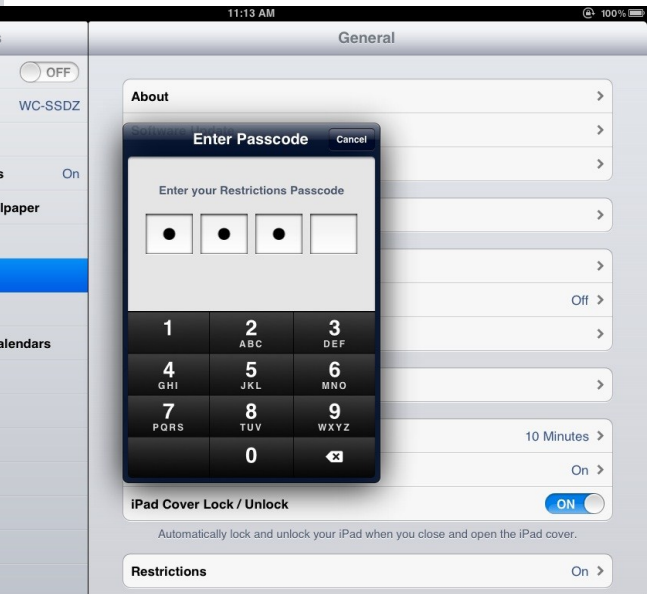 11:13 AM
100%
General
OFF
WC-SSDZ
s
On
lpaper
alendars
About
Software Update
Enter Passcode
Cancel
Enter your Restrictions Passcode
1
2
3
ABC
DEF
4
5
6
GHI
JKL
MNO
7
8
9
PQRS
TUV
WXYZ
0
Off
10 Minutes
On
iPad Cover Lock / Unlock
ON
Automatically lock and unlock your iPad when you close and open the iPad cover.
Restrictions
On